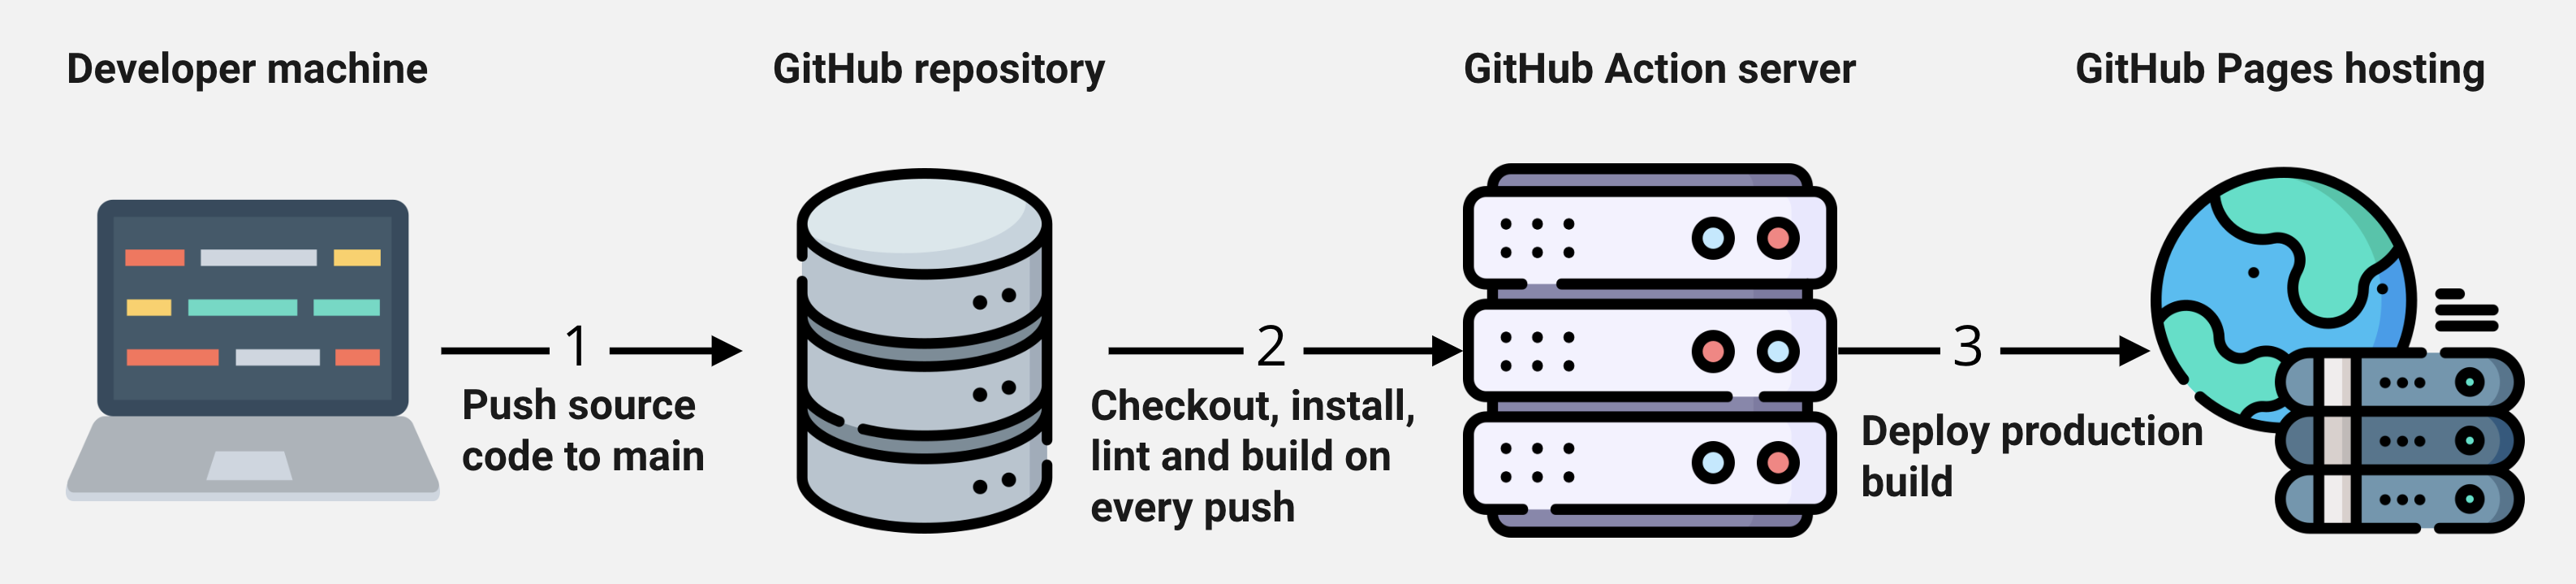 Developer machine
GitHub repository
GitHub Action server
GitHub Pages hosting
1
Push source
code to main
2
Checkout, install,
lint and build on
every push
3
Deploy production
build